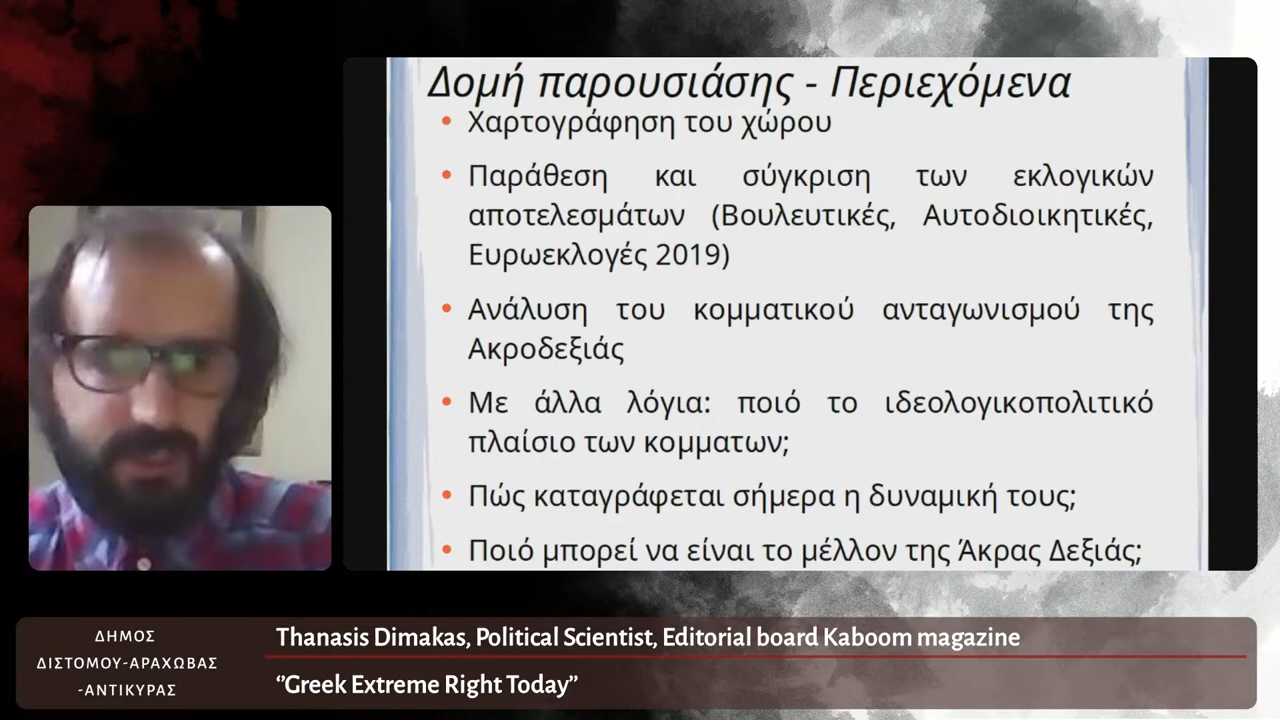 Δομή παρουσιάσης - Περιεχόμενα
• Χαρτογράφηση του χώρου
• Παράθεση και σύγκριση των εκλογικών
αποτελεσμάτων (Βουλευτικές, Αυτοδιοικητικές,
Ευρωεκλογές 2019)
• Ανάλυση του κομματικού ανταγωνισμού της
Ακροδεξιάς
• Με άλλα λόγια: ποιό το ιδεολογικοπολιτικό
πλαίσιο των κομματων;
• Πώς καταγράφεται σήμερα η δυναμική τους;
• Ποιό μπορεί να είναι το μέλλον της Άκρας Δεξιάς;
ΔΗΜΟΣ
ΔΙΣΤΟΜΟΥ-ΑΡΑΧΩΒΑΣ
-ΑΝΤΙΚΥΡΑΣ
Thanasis Dimakas, Political Scientist, Editorial board Kaboom magazine
‘’Greek Extreme Right Today’’